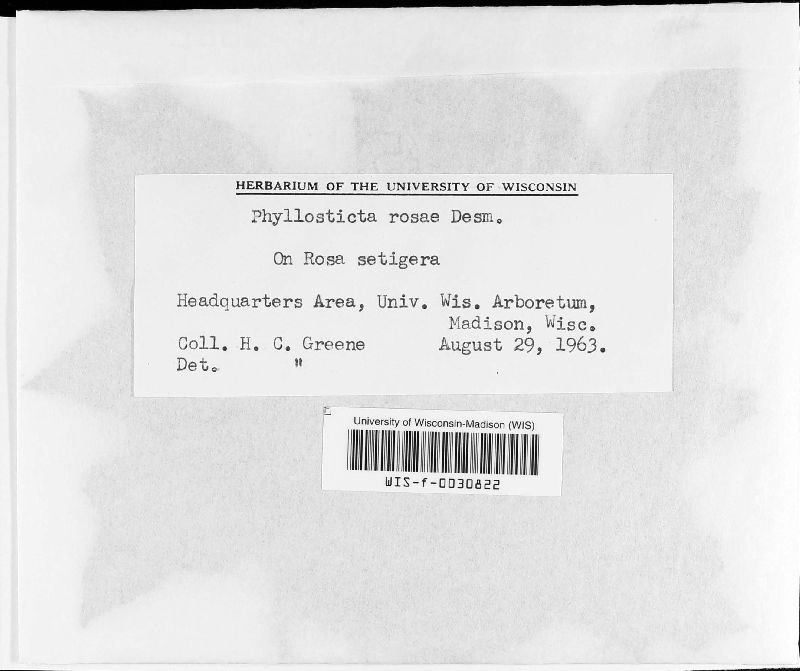 HERBARIUM OF THE UNIVERSITY OF WISCONSIN
Phyllosticta rosae Desm.
On Rosa setigera
Headquarters Area, Univ. Wis. Arboretum,
Madison, Wisc.
Coll. H. C. Greene August 29, 1963.
Det. "
University of Wisconsin-Madison (WIS)
WIS-f-0030822